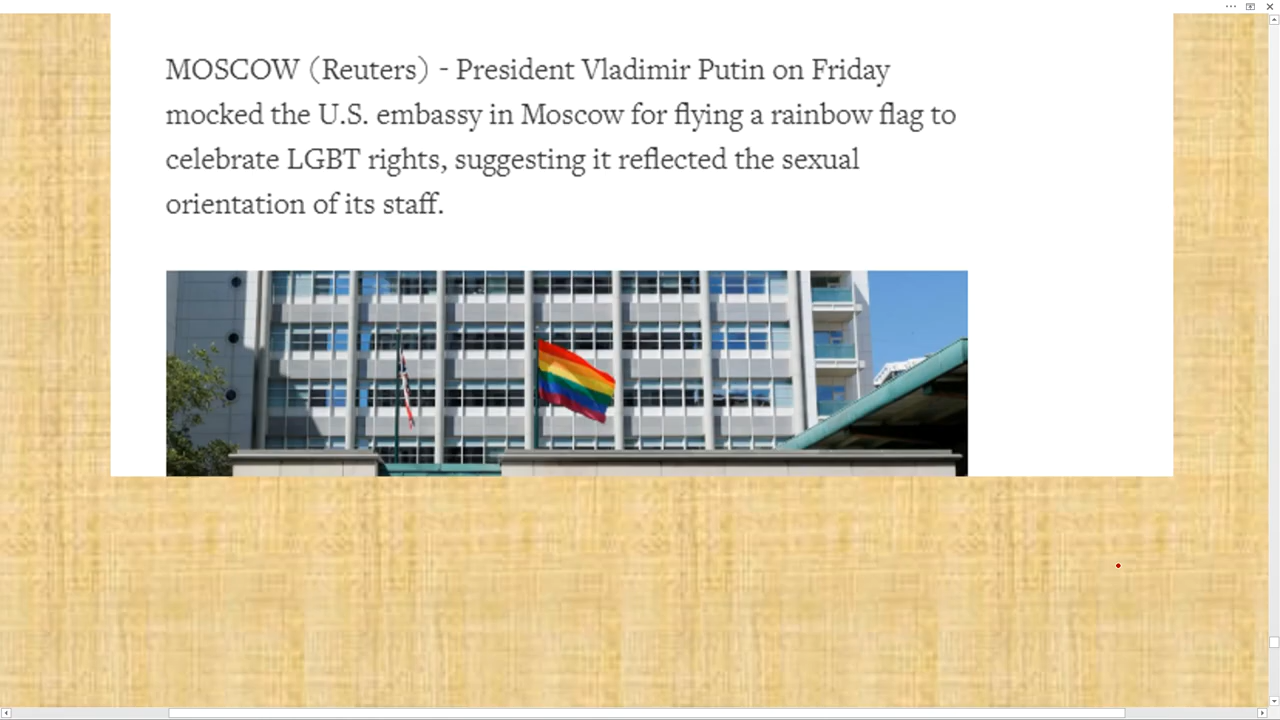 MOSCOW (Reuters) - President Vladimir Putin on Friday
mocked the U.S. embassy in Moscow for flying a rainbow flag to
celebrate LGBT rights, suggesting it reflected the sexual
orientation of its staff.